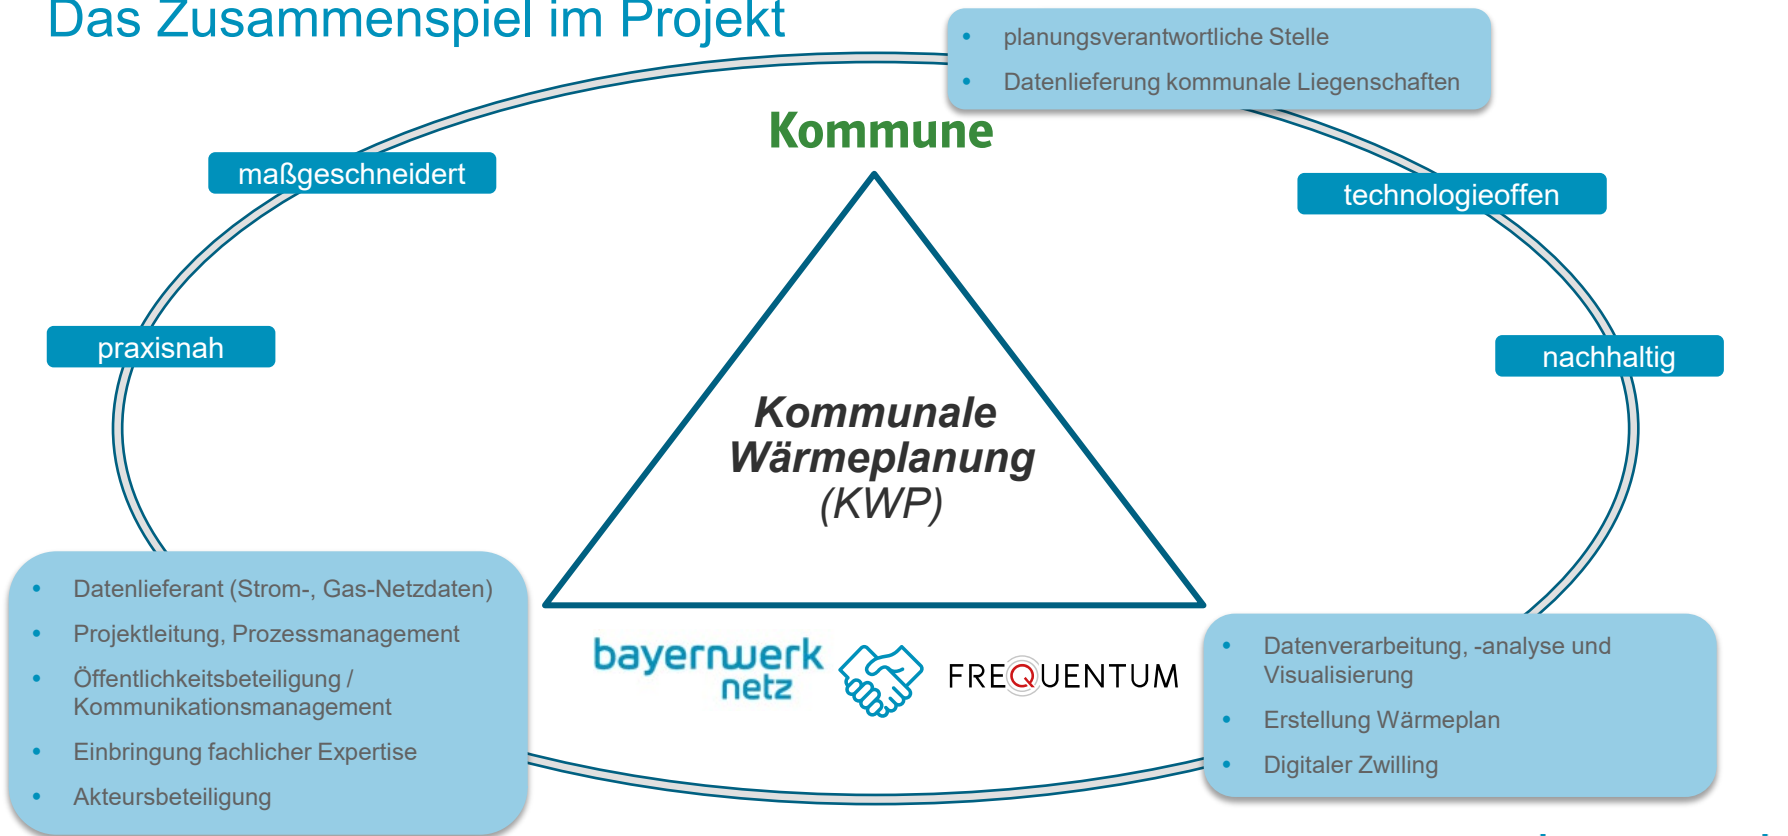 Das Zusammenspiel im Projekt
• planungsverantwortliche Stelle
• Datenlieferung kommunale Liegenschaften
Kommune
maßgeschneidert
technologieoffen
praxisnah
nachhaltig
Kommunale
Wärmeplanung
(KWP)
• Datenlieferant (Strom-, Gas-Netzdaten)
• Projektleitung, Prozessmanagement
• Öffentlichkeitsbeteiligung /
Kommunikationsmanagement
• Einbringung fachlicher Expertise
• Akteursbeteiligung
bayernwerk
netz
FREQUENTUM
• Datenverarbeitung, -analyse und
Visualisierung
• Erstellung Wärmeplan
• Digitaler Zwilling